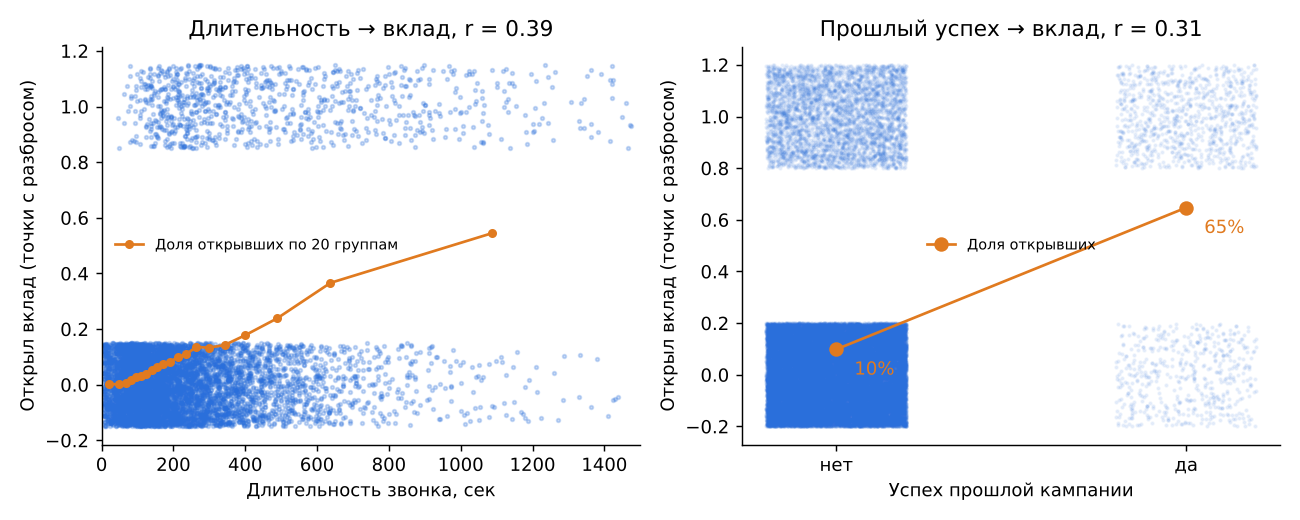 Длительность → вклад, r = 0.39
Открыл вклад (точки с разбросом)
1.2
1.0
0.8
0.6
0.4
0.2
0.0
−0.2
Доля открывших по 20 группам
0 200 400 600 800 1000 1200 1400
Длительность звонка, сек
Прошлый успех → вклад, r = 0.31
Открыл вклад (точки с разбросом)
1.2
1.0
0.8
0.6
0.4
0.2
0.0
−0.2
65%
Доля открывших
10%
нет да
Успех прошлой кампании